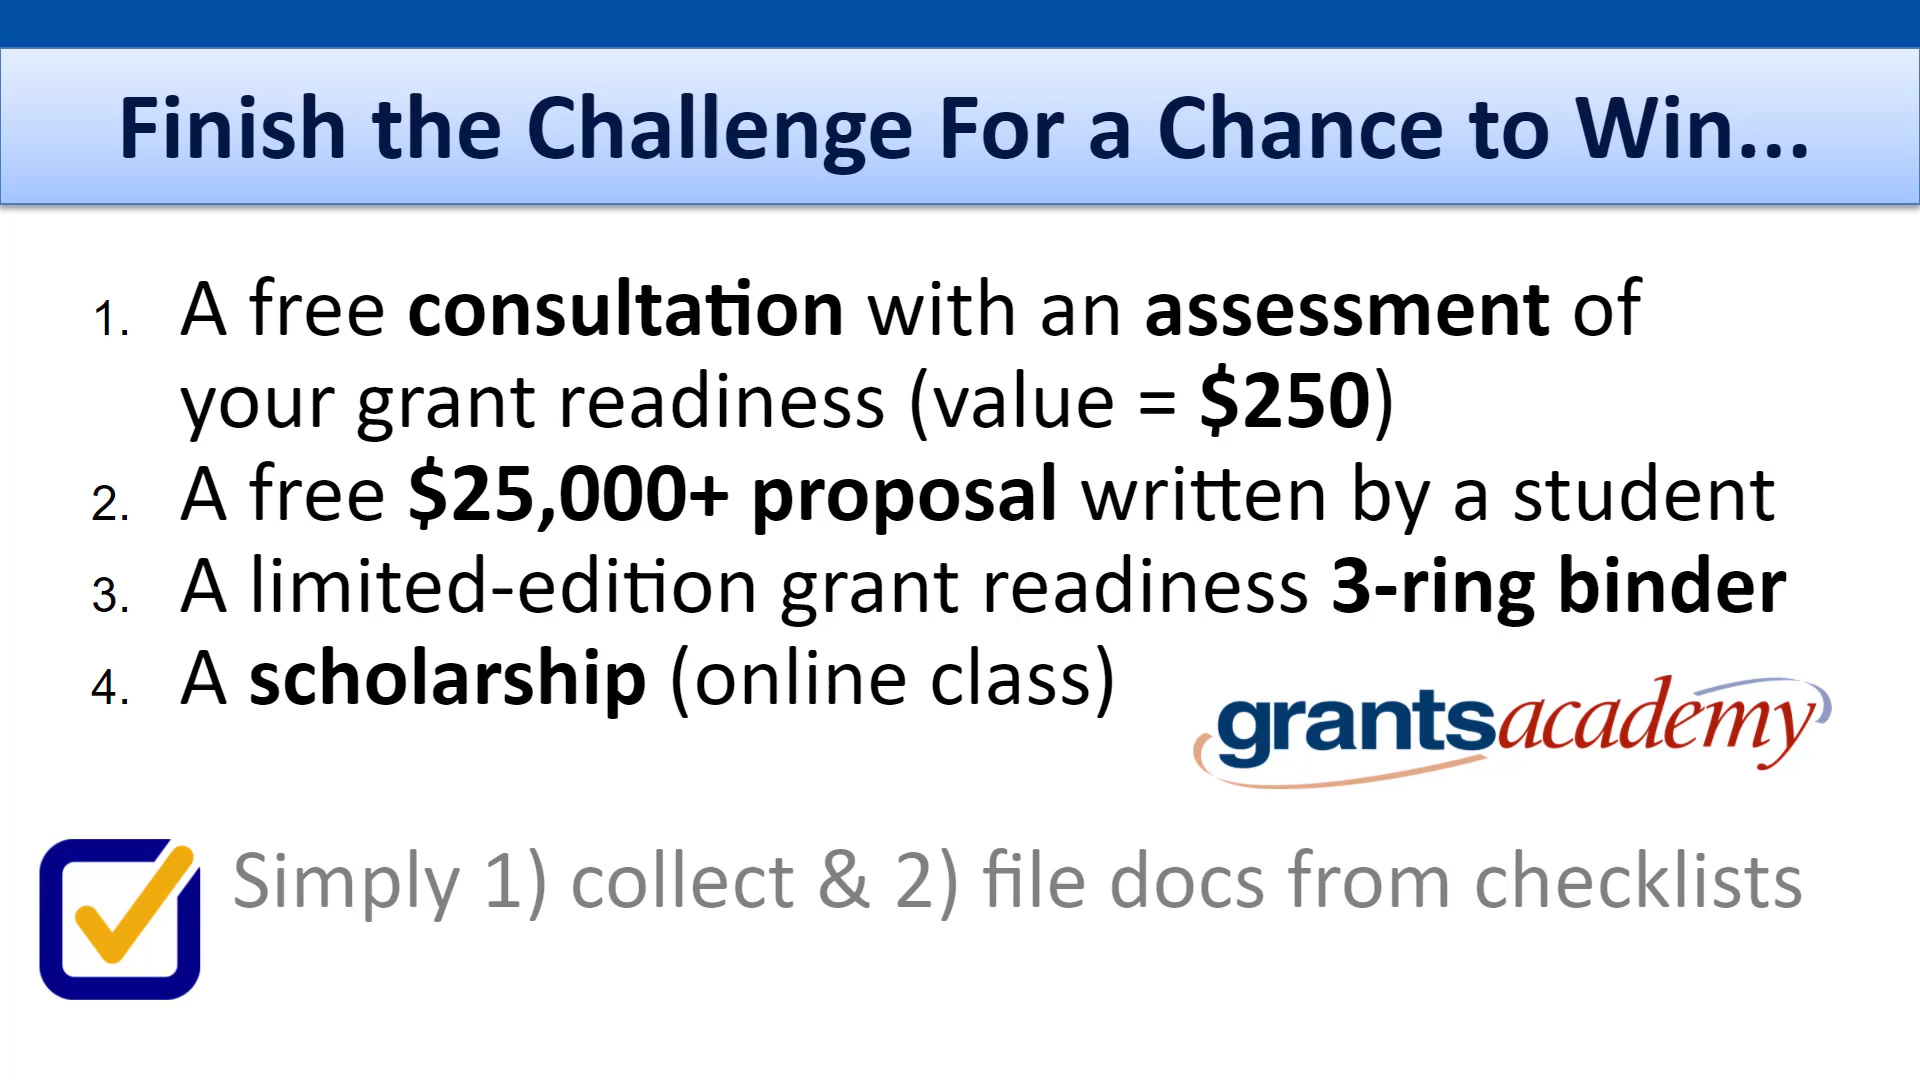 Finish the Challenge For a Chance to Win...
1. A free consultation with an assessment of
your grant readiness (value = $250)
2. A free $25,000+ proposal written by a student
3. A limited-edition grant readiness 3-ring binder
4. A scholarship (online class)
grantsacademy
Simply 1) collect & 2) file docs from checklists